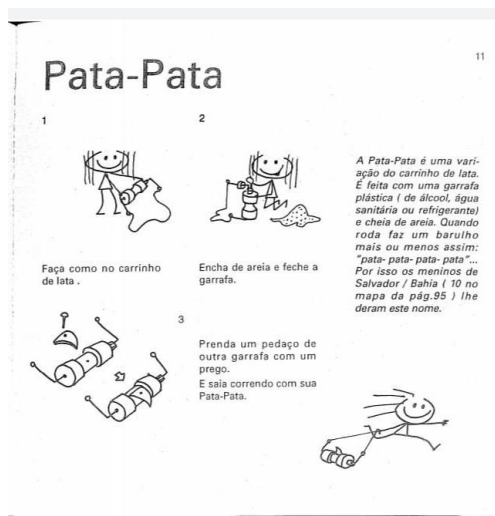 11
Pata-Pata
1
2
Faça como no carrinho
de lata .
Encha de areia e feche a
garrafa.
A Pata-Pata é uma vari-
ação do carrinho de lata.
É feita com uma garrafa
plástica ( de álcool, água
sanitária ou refrigerante)
e cheia de areia. Quando
roda faz um barulho
mais ou menos assim:
"pata- pata- pata- pata"...
Por isso os meninos de
Salvador / Bahia ( 10 no
mapa da pág.95 ) lhe
deram este nome.
3
Prenda um pedaço de
outra garrafa com um
prego.
E saia correndo com sua
Pata-Pata.